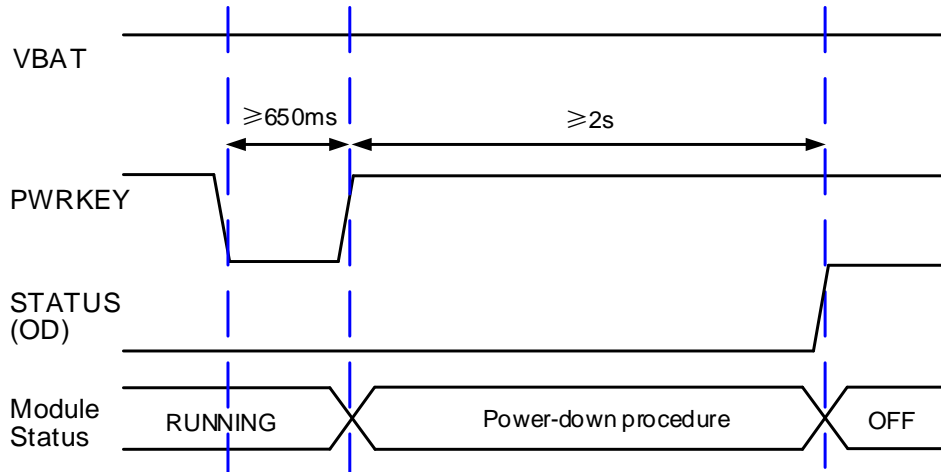 VBAT
≥650ms
≥2s
PWRKEY
STATUS
(OD)
Module
Status
RUNNING
Power-down procedure
OFF